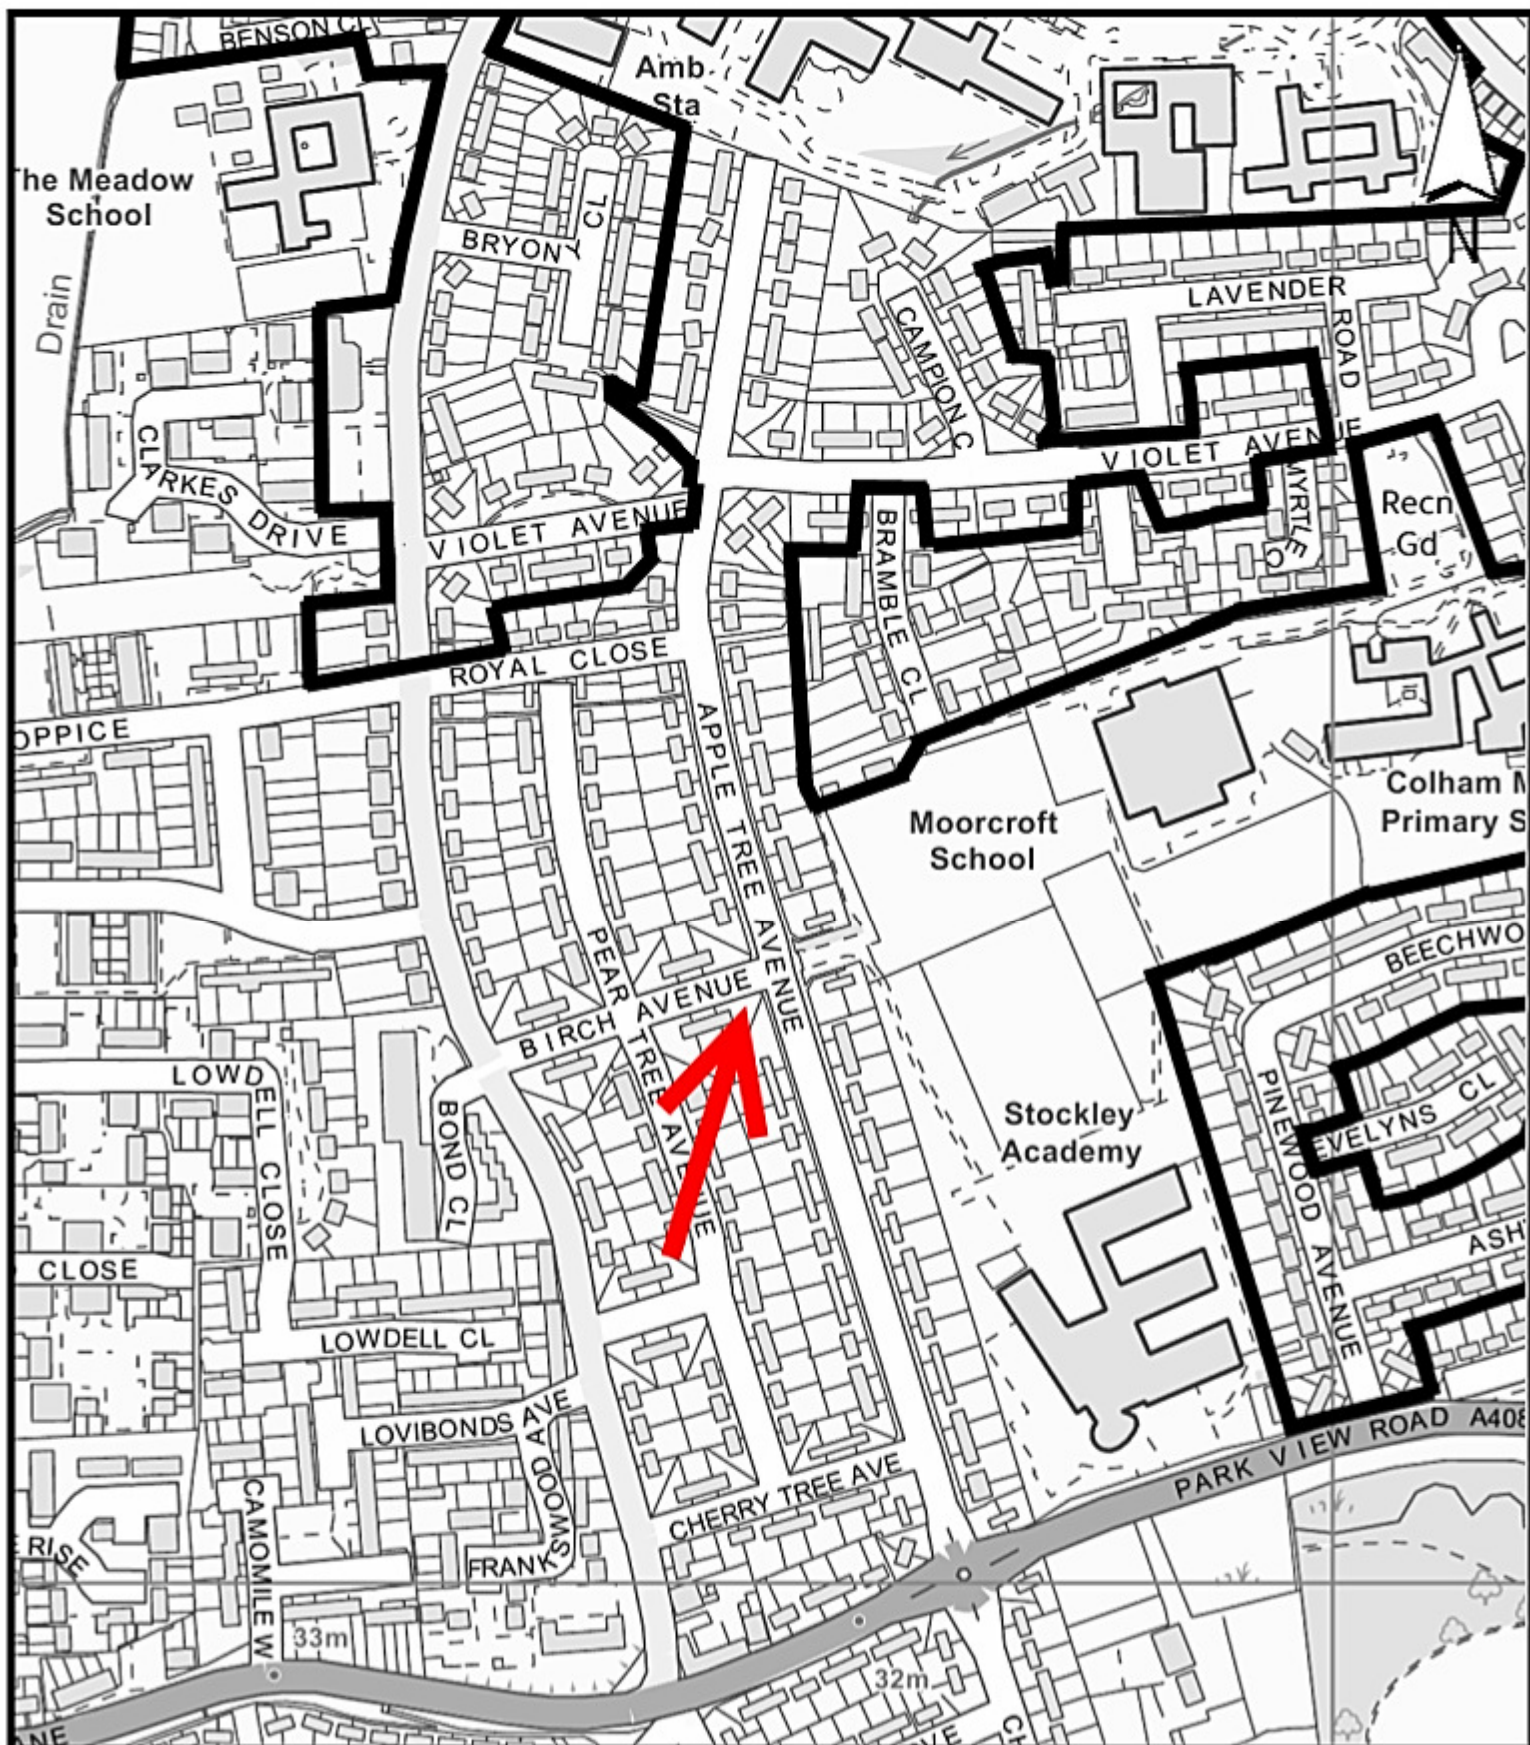 BENSON CL
Amb
Sta
The Meadow
School
Drain
BRYONY CL
LAVENDER
ROAD
CAMPION C
VIOLET AVENUE
MYRTLE
C
Recn
Gd
CLARKES DRIVE
VIOLET AVENUE
BRAMBLE CL
ROYAL CLOSE
OPPICE
APPLE TREE AVENUE
Moorcroft
School
Colham M
Primary S
PEAR TREE AVENUE
BIRCH AVENUE
BEECHWO
LOWDELL CLOSE
BOND CL
PINEWOOD AVENUE
EVELYNS CL
Stockley
Academy
CLOSE
ASH
LOWDELL CL
LOVIBONDS AVE
FRANKSWOOD A
CAMOMILE W
E RISE
CHERRY TREE AVE
PARK VIEW ROAD A408
33m
32m
ANE
VE
CH
N